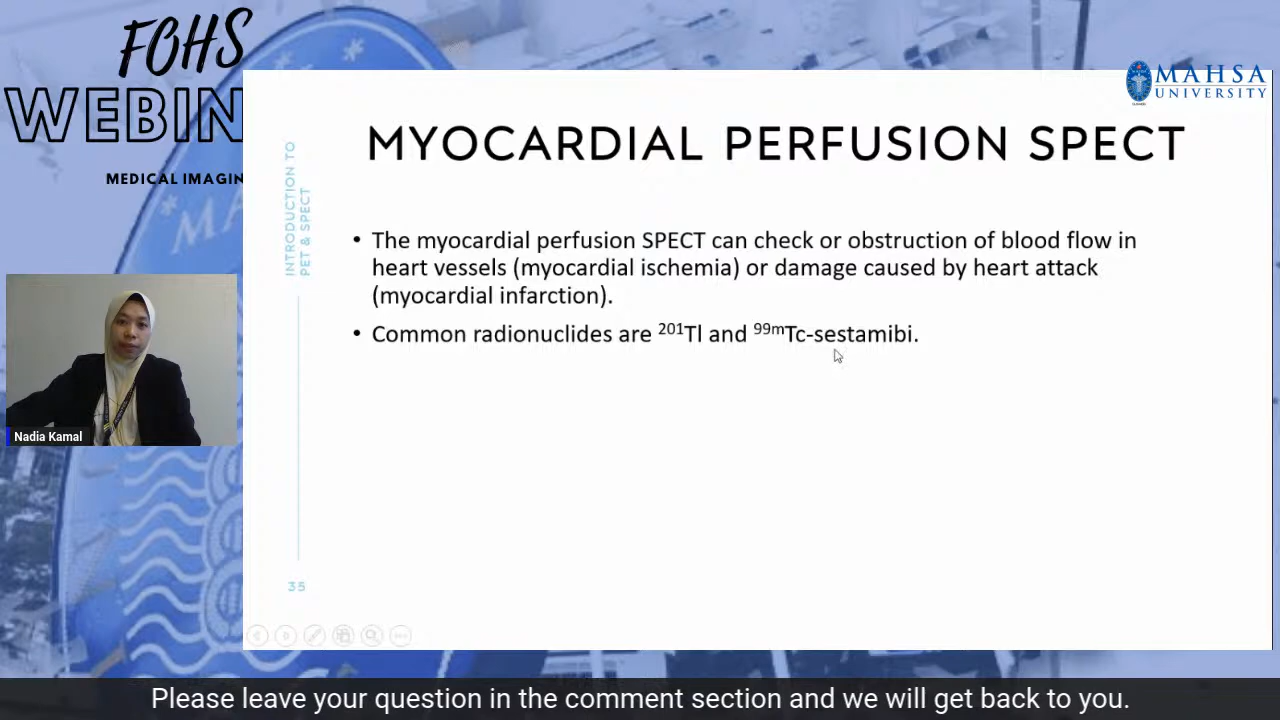 FOHS
WEBIN
MEDICAL IMAGIN
MAHSA
UNIVERSITY
INTRODUCTION TO
PET & SPECT
MYOCARDIAL PERFUSION SPECT
• The myocardial perfusion SPECT can check or obstruction of blood flow in
heart vessels (myocardial ischemia) or damage caused by heart attack
(myocardial infarction).
• Common radionuclides are ²⁰¹Tl and ⁹⁹ᵐTc-sestamibi.
Nadia Kamal
35
Please leave your question in the comment section and we will get back to you.